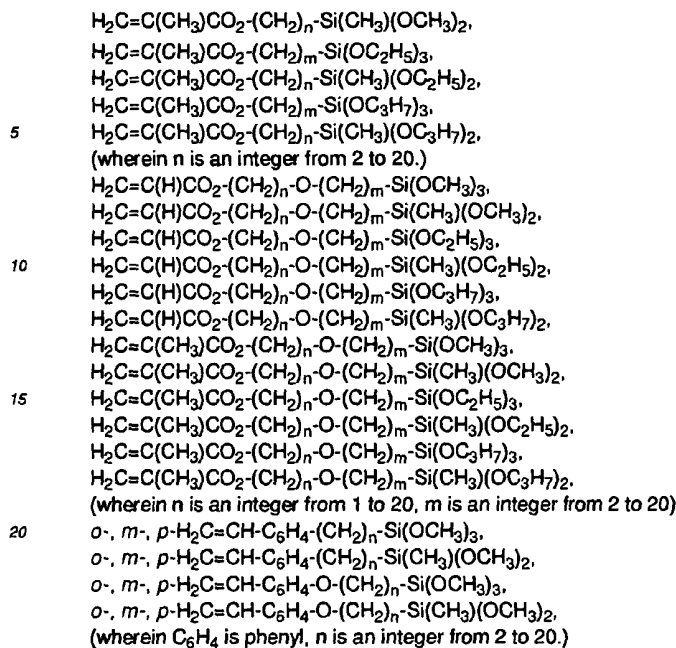 H₂C=C(CH₃)CO₂-(CH₂)ₙ-Si(CH₃)(OCH₃)₂,
H₂C=C(CH₃)CO₂-(CH₂)ₘ-Si(OC₂H₅)₃,
H₂C=C(CH₃)CO₂-(CH₂)ₙ-Si(CH₃)(OC₂H₅)₂,
H₂C=C(CH₃)CO₂-(CH₂)ₘ-Si(OC₃H₇)₃,
5 H₂C=C(CH₃)CO₂-(CH₂)ₙ-Si(CH₃)(OC₃H₇)₂,
(wherein n is an integer from 2 to 20.)
H₂C=C(H)CO₂-(CH₂)ₙ-O-(CH₂)ₘ-Si(OCH₃)₃,
H₂C=C(H)CO₂-(CH₂)ₙ-O-(CH₂)ₘ-Si(CH₃)(OCH₃)₂,
H₂C=C(H)CO₂-(CH₂)ₙ-O-(CH₂)ₘ-Si(OC₂H₅)₃,
10 H₂C=C(H)CO₂-(CH₂)ₙ-O-(CH₂)ₘ-Si(CH₃)(OC₂H₅)₂,
H₂C=C(H)CO₂-(CH₂)ₙ-O-(CH₂)ₘ-Si(OC₃H₇)₃,
H₂C=C(H)CO₂-(CH₂)ₙ-O-(CH₂)ₘ-Si(CH₃)(OC₃H₇)₂,
H₂C=C(CH₃)CO₂-(CH₂)ₙ-O-(CH₂)ₘ-Si(OCH₃)₃,
H₂C=C(CH₃)CO₂-(CH₂)ₙ-O-(CH₂)ₘ-Si(CH₃)(OCH₃)₂,
15 H₂C=C(CH₃)CO₂-(CH₂)ₙ-O-(CH₂)ₘ-Si(OC₂H₅)₃,
H₂C=C(CH₃)CO₂-(CH₂)ₙ-O-(CH₂)ₘ-Si(CH₃)(OC₂H₅)₂,
H₂C=C(CH₃)CO₂-(CH₂)ₙ-O-(CH₂)ₘ-Si(OC₃H₇)₃,
H₂C=C(CH₃)CO₂-(CH₂)ₙ-O-(CH₂)ₘ-Si(CH₃)(OC₃H₇)₂,
(wherein n is an integer from 1 to 20, m is an integer from 2 to 20)
20 o-, m-, p-H₂C=CH-C₆H₄-(CH₂)ₙ-Si(OCH₃)₃,
o-, m-, p-H₂C=CH-C₆H₄-(CH₂)ₙ-Si(CH₃)(OCH₃)₂,
o-, m-, p-H₂C=CH-C₆H₄-O-(CH₂)ₙ-Si(OCH₃)₃,
o-, m-, p-H₂C=CH-C₆H₄-O-(CH₂)ₙ-Si(CH₃)(OCH₃)₂,
(wherein C₆H₄ is phenyl, n is an integer from 2 to 20.)